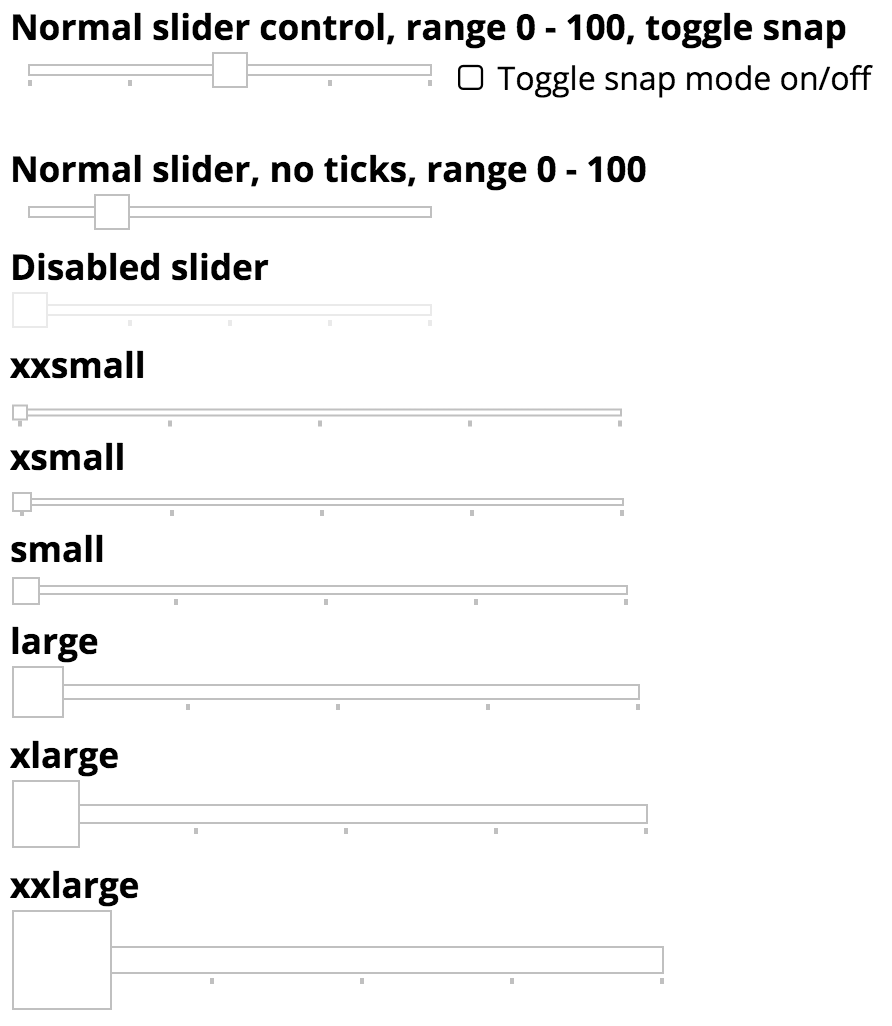 Normal slider control, range 0 - 100, toggle snap
Toggle snap mode on/off
Normal slider, no ticks, range 0 - 100
Disabled slider
xxsmall
xsmall
small
large
xlarge
xxlarge